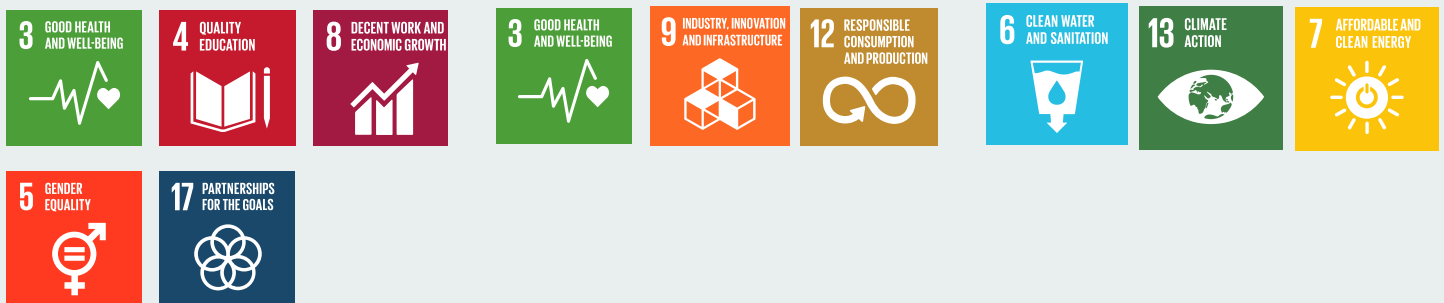 3 GOOD HEALTH
AND WELL-BEING
4 QUALITY
EDUCATION
8 DECENT WORK AND
ECONOMIC GROWTH
3 GOOD HEALTH
AND WELL-BEING
9 INDUSTRY, INNOVATION
AND INFRASTRUCTURE
12 RESPONSIBLE
CONSUMPTION
AND PRODUCTION
6 CLEAN WATER
AND SANITATION
13 CLIMATE
ACTION
7 AFFORDABLE AND
CLEAN ENERGY
5 GENDER
EQUALITY
17 PARTNERSHIPS
FOR THE GOALS